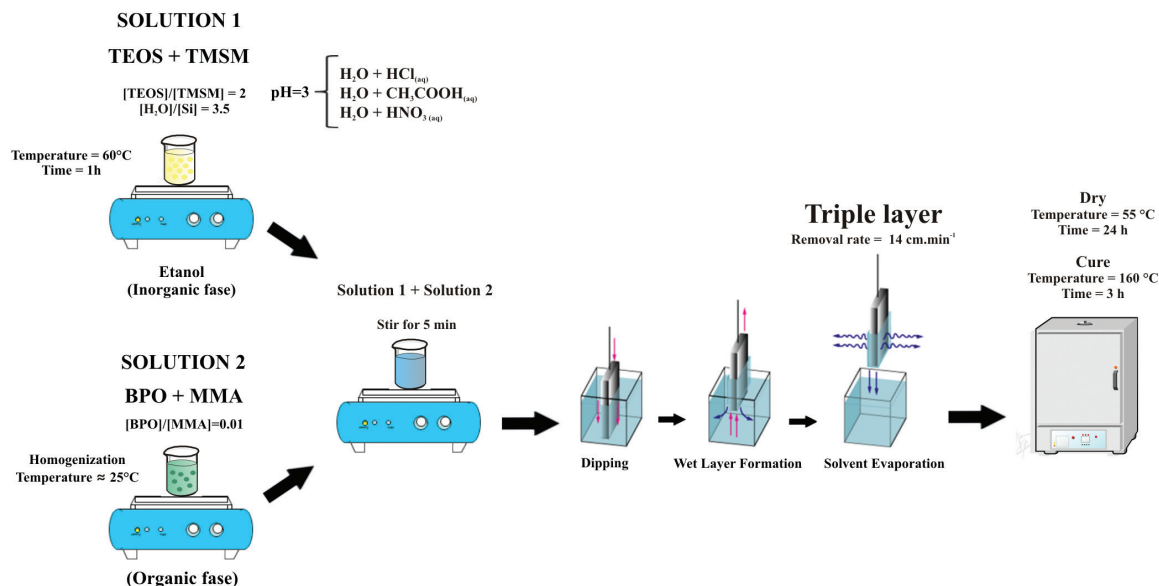 SOLUTION 1
TEOS + TMSM
[TEOS]/[TMSM] = 2
[H₂O]/[Si] = 3.5
pH=3
H₂O + HCl(aq)
H₂O + CH₃COOH(aq)
H₂O + HNO₃ (aq)
Temperature = 60°C
Time = 1h
Etanol
(Inorganic fase)
SOLUTION 2
BPO + MMA
[BPO]/[MMA]=0.01
Homogenization
Temperature ≈ 25°C
(Organic fase)
Solution 1 + Solution 2
Stir for 5 min
Dipping
Wet Layer Formation
Solvent Evaporation
Triple layer
Removal rate = 14 cm.min⁻¹
Dry
Temperature = 55 °C
Time = 24 h
Cure
Temperature = 160 °C
Time = 3 h